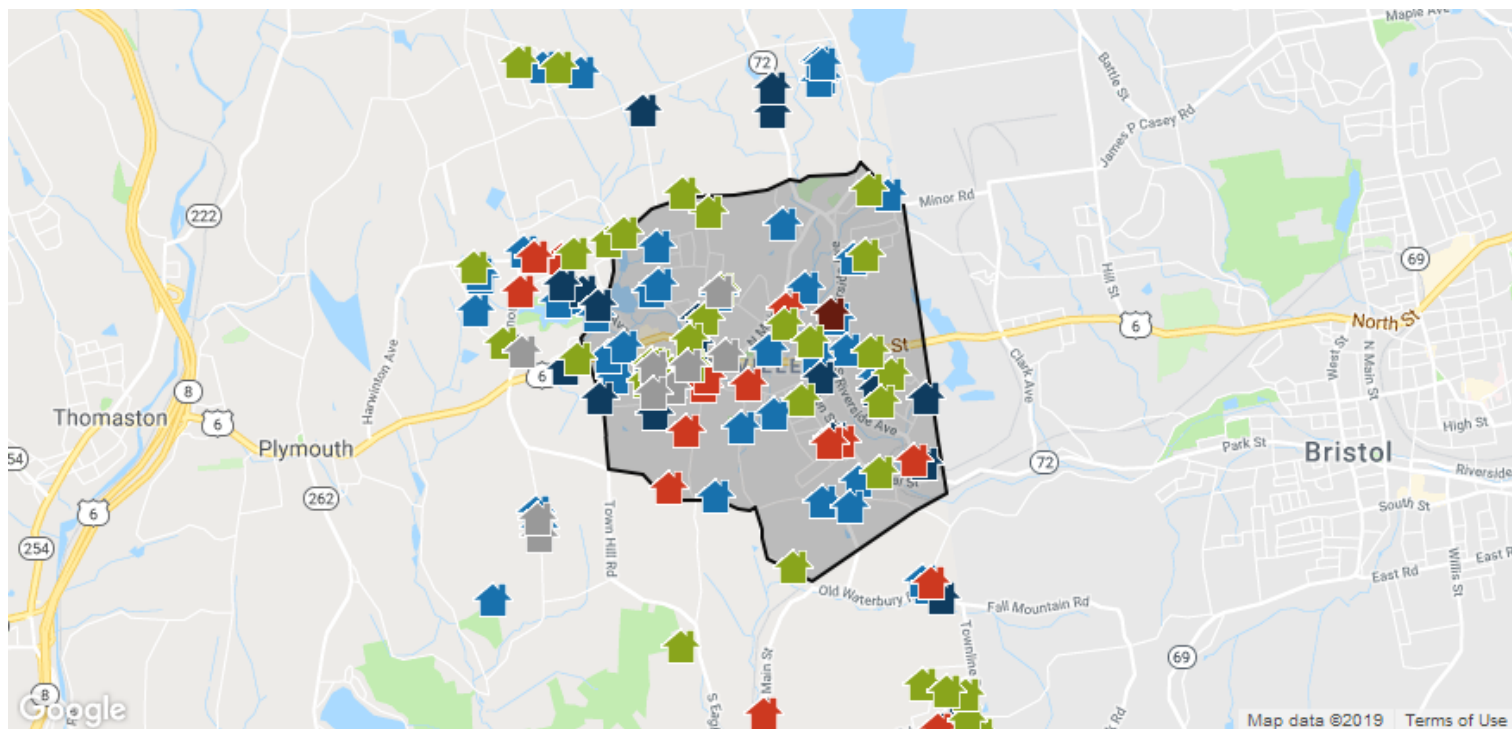 Maple Ave
72
Battle St
James P Casey Rd
222
Minor Rd
69
Hill St
North St
6
St
Clark Ave
N Main St
West St
VILLE
8
Harwinton Ave
6
Thomaston
6
Plymouth
Riverside Ave
High St
Park St
Bristol
72
Riverside
254
262
South St
6
Town Hill Rd
254
East Rd
East R
Willis St
Old Waterbury
Fall Mountain Rd
Townline
69
Main St
8
S Eag
Google
Map data ©2019
Terms of Use